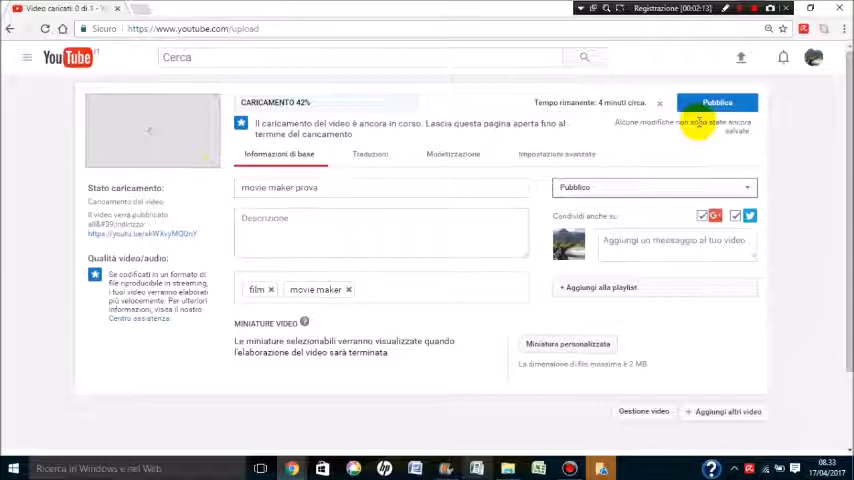 Video caricati: 0 di 1 - Yo
Registrazione [00:02:13]
Sicuro https://www.youtube.com/upload
YouTube IT
Cerca
CARICAMENTO 42%
Tempo rimanente: 4 minuti circa.
Pubblica
Il caricamento del video è ancora in corso. Lascia questa pagina aperta fino al
termine del caricamento
Alcune modifiche non sono state ancora
salvate.
Informazioni di base
Traduzioni
Monetizzazione
Impostazioni avanzate
Stato caricamento:
Caricamento del video
Il video verrà pubblicato
all&#39;indirizzo:
movie maker prova
Pubblico
Descrizione
Condividi anche su:
Aggiungi un messaggio al tuo video
Qualità video/audio:
Se codificati in un formato di
file riproducibile in streaming,
i tuoi video verranno elaborati
più velocemente. Per ulteriori
informazioni, visita il nostro
Centro assistenza.
film
movie maker
+ Aggiungi alla playlist
MINIATURE VIDEO
Le miniature selezionabili verranno visualizzate quando
l'elaborazione del video sarà terminata.
Miniatura personalizzata
La dimensione di file massima è 2 MB.
Gestione video
+ Aggiungi altri video
Ricerca in Windows e nel Web
08.33
17/04/2017